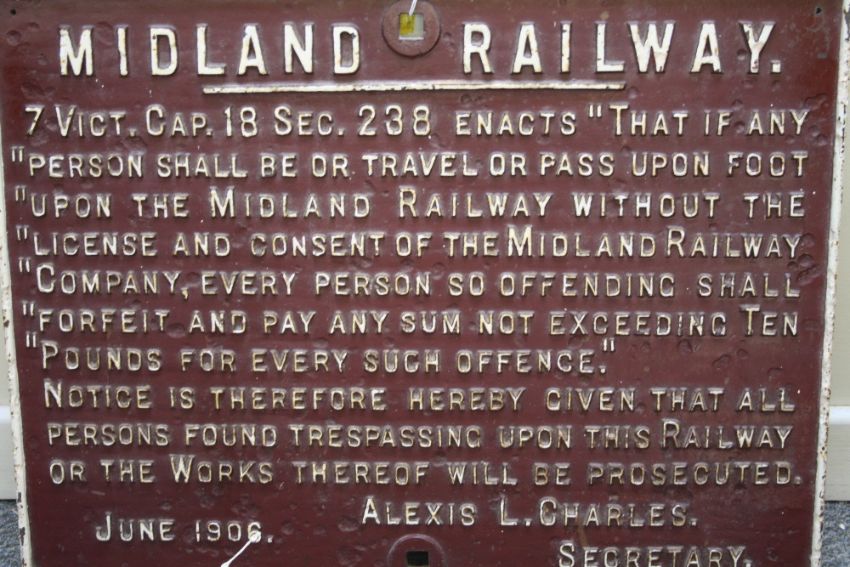 MIDLAND RAILWAY.
7 VICT. CAP. 18 SEC. 238 ENACTS "THAT IF ANY
"PERSON SHALL BE OR TRAVEL OR PASS UPON FOOT
"UPON THE MIDLAND RAILWAY WITHOUT THE
"LICENSE AND CONSENT OF THE MIDLAND RAILWAY
"COMPANY, EVERY PERSON SO OFFENDING SHALL
"FORFEIT AND PAY ANY SUM NOT EXCEEDING TEN
"POUNDS FOR EVERY SUCH OFFENCE."
NOTICE IS THEREFORE HEREBY GIVEN THAT ALL
PERSONS FOUND TRESPASSING UPON THIS RAILWAY
OR THE WORKS THEREOF WILL BE PROSECUTED.
ALEXIS L. CHARLES.
JUNE 1906.
SECRETARY.